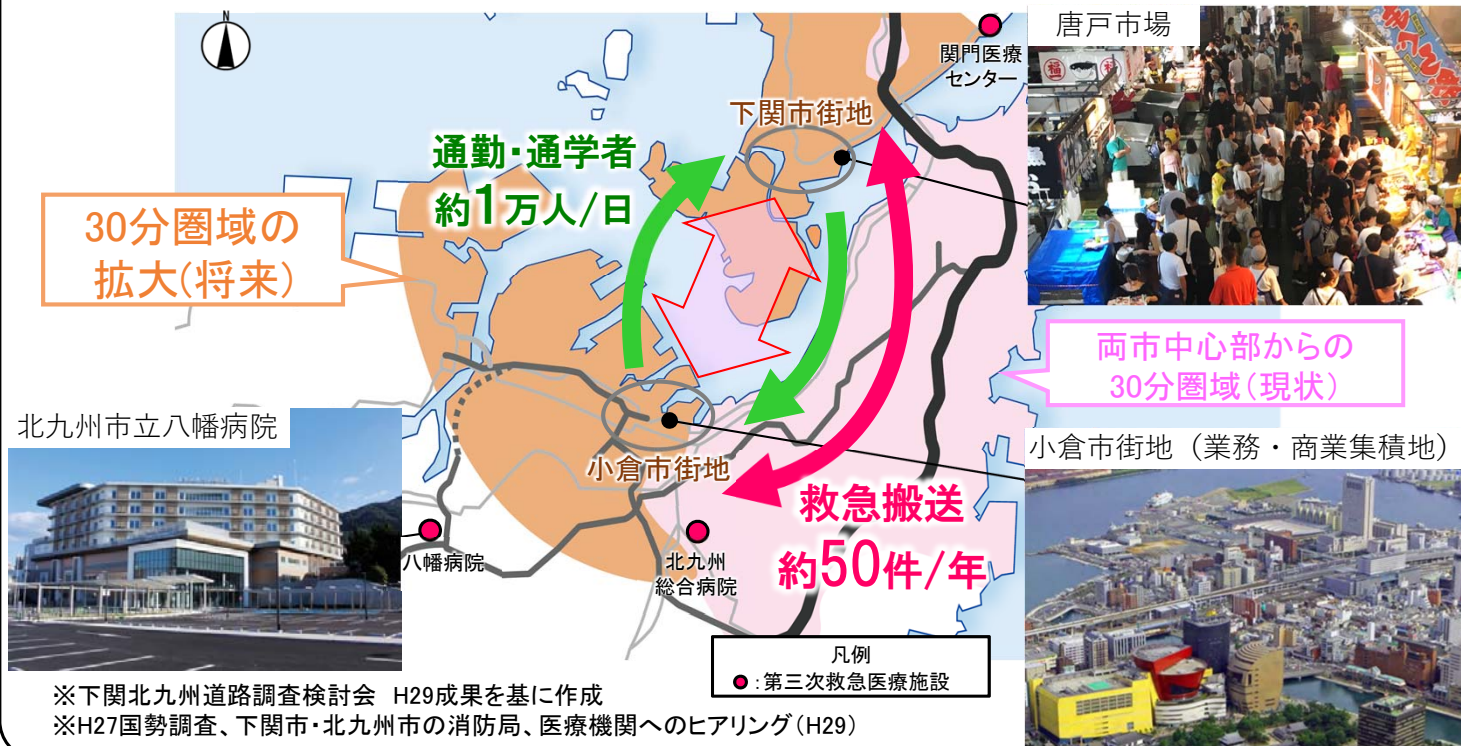 唐戸市場
関門医療
センター
下関市街地
通勤・通学者
約1万人/日
30分圏域の
拡大(将来)
両市中心部からの
30分圏域(現状)
北九州市立八幡病院
小倉市街地(業務・商業集積地)
小倉市街地
救急搬送
約50件/年
八幡病院
北九州
総合病院
凡例
:第三次救急医療施設
※下関北九州道路調査検討会 H29成果を基に作成
※H27国勢調査、下関市・北九州市の消防局、医療機関へのヒアリング(H29)